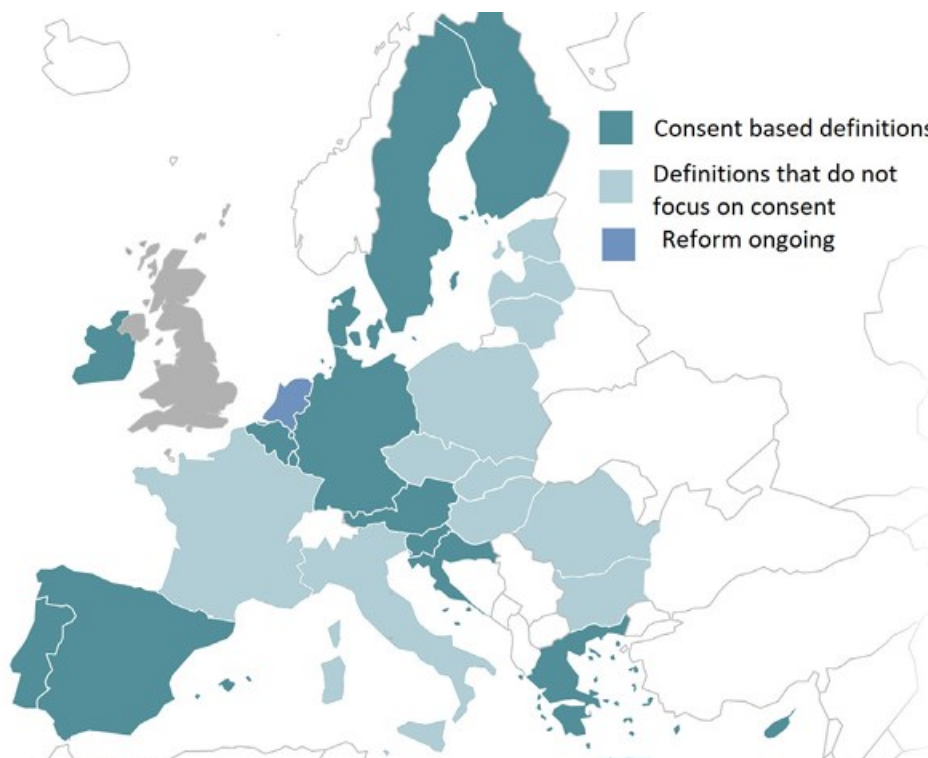 Consent based definitions
Definitions that do not
focus on consent
Reform ongoing